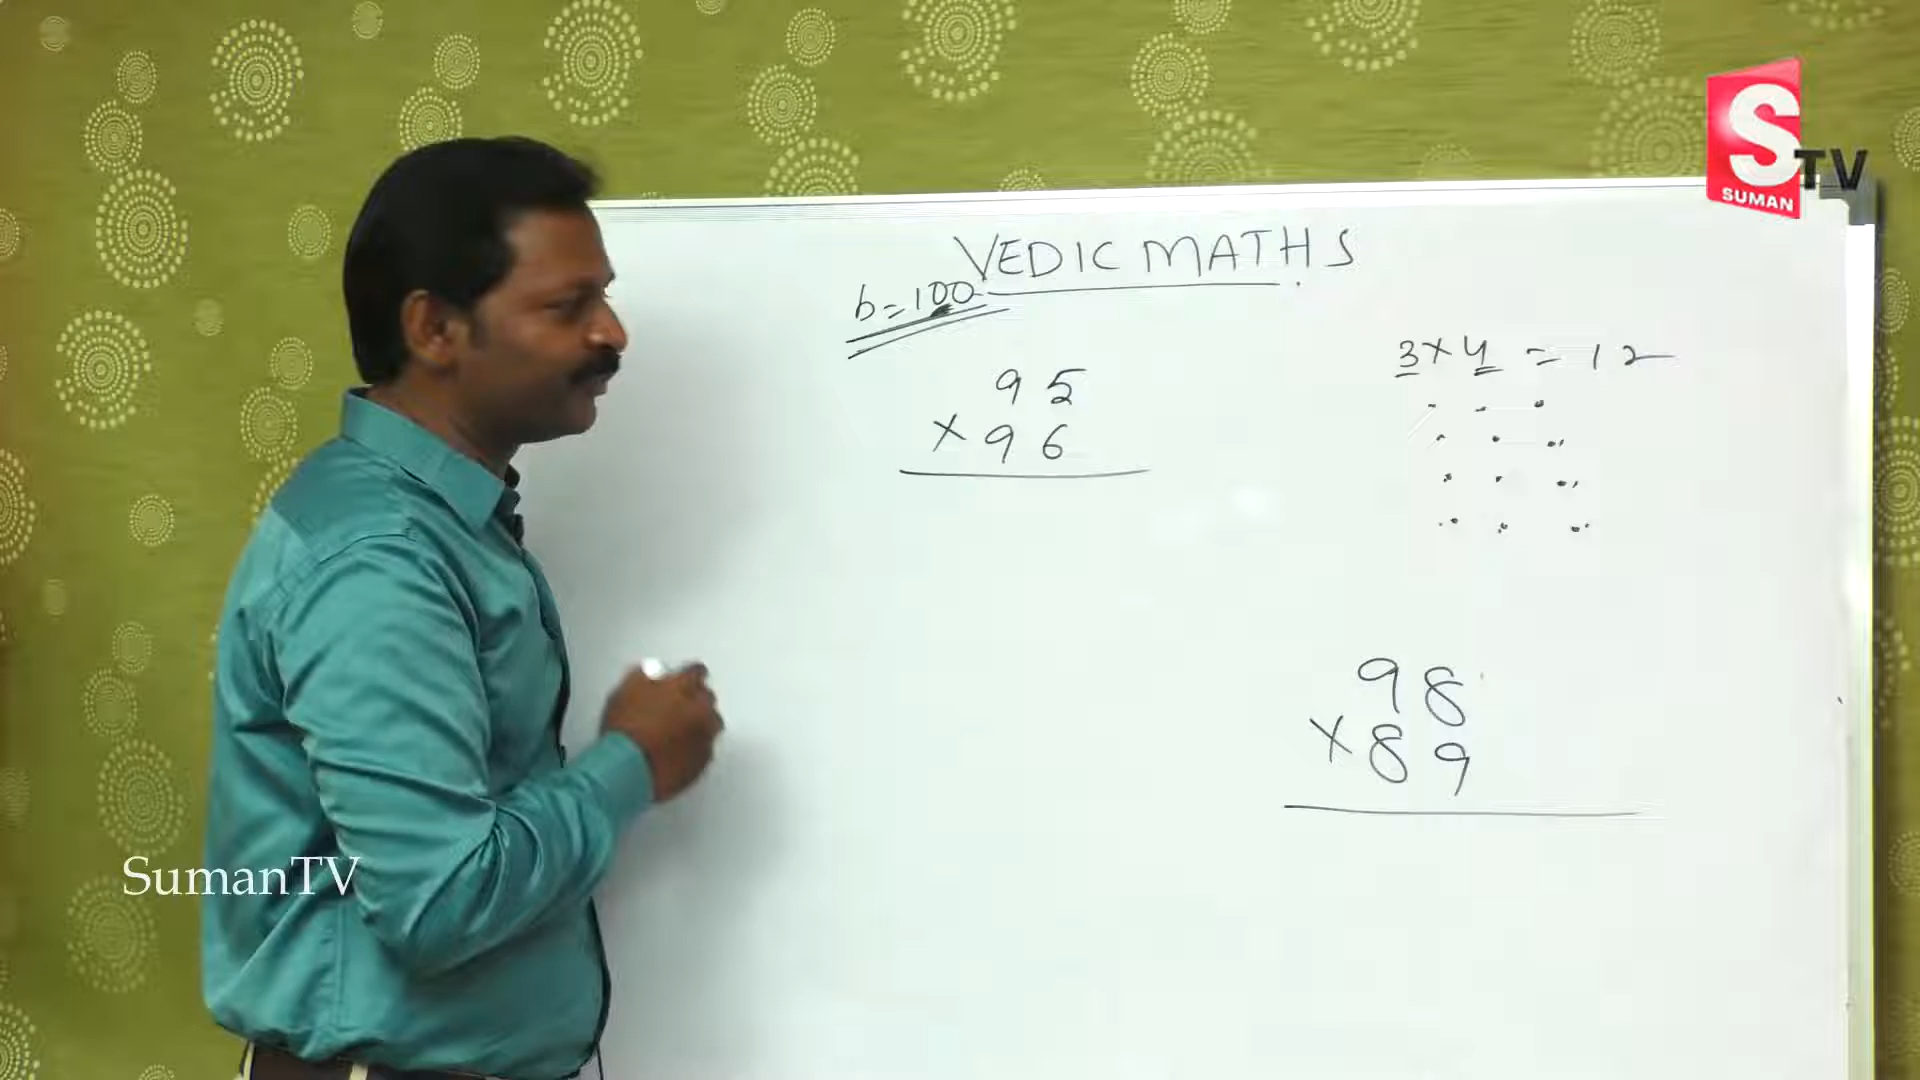 S TV
SUMAN
VEDIC MATHS
b=100
95
×96
3×4 = 12
98
×89
SumanTV